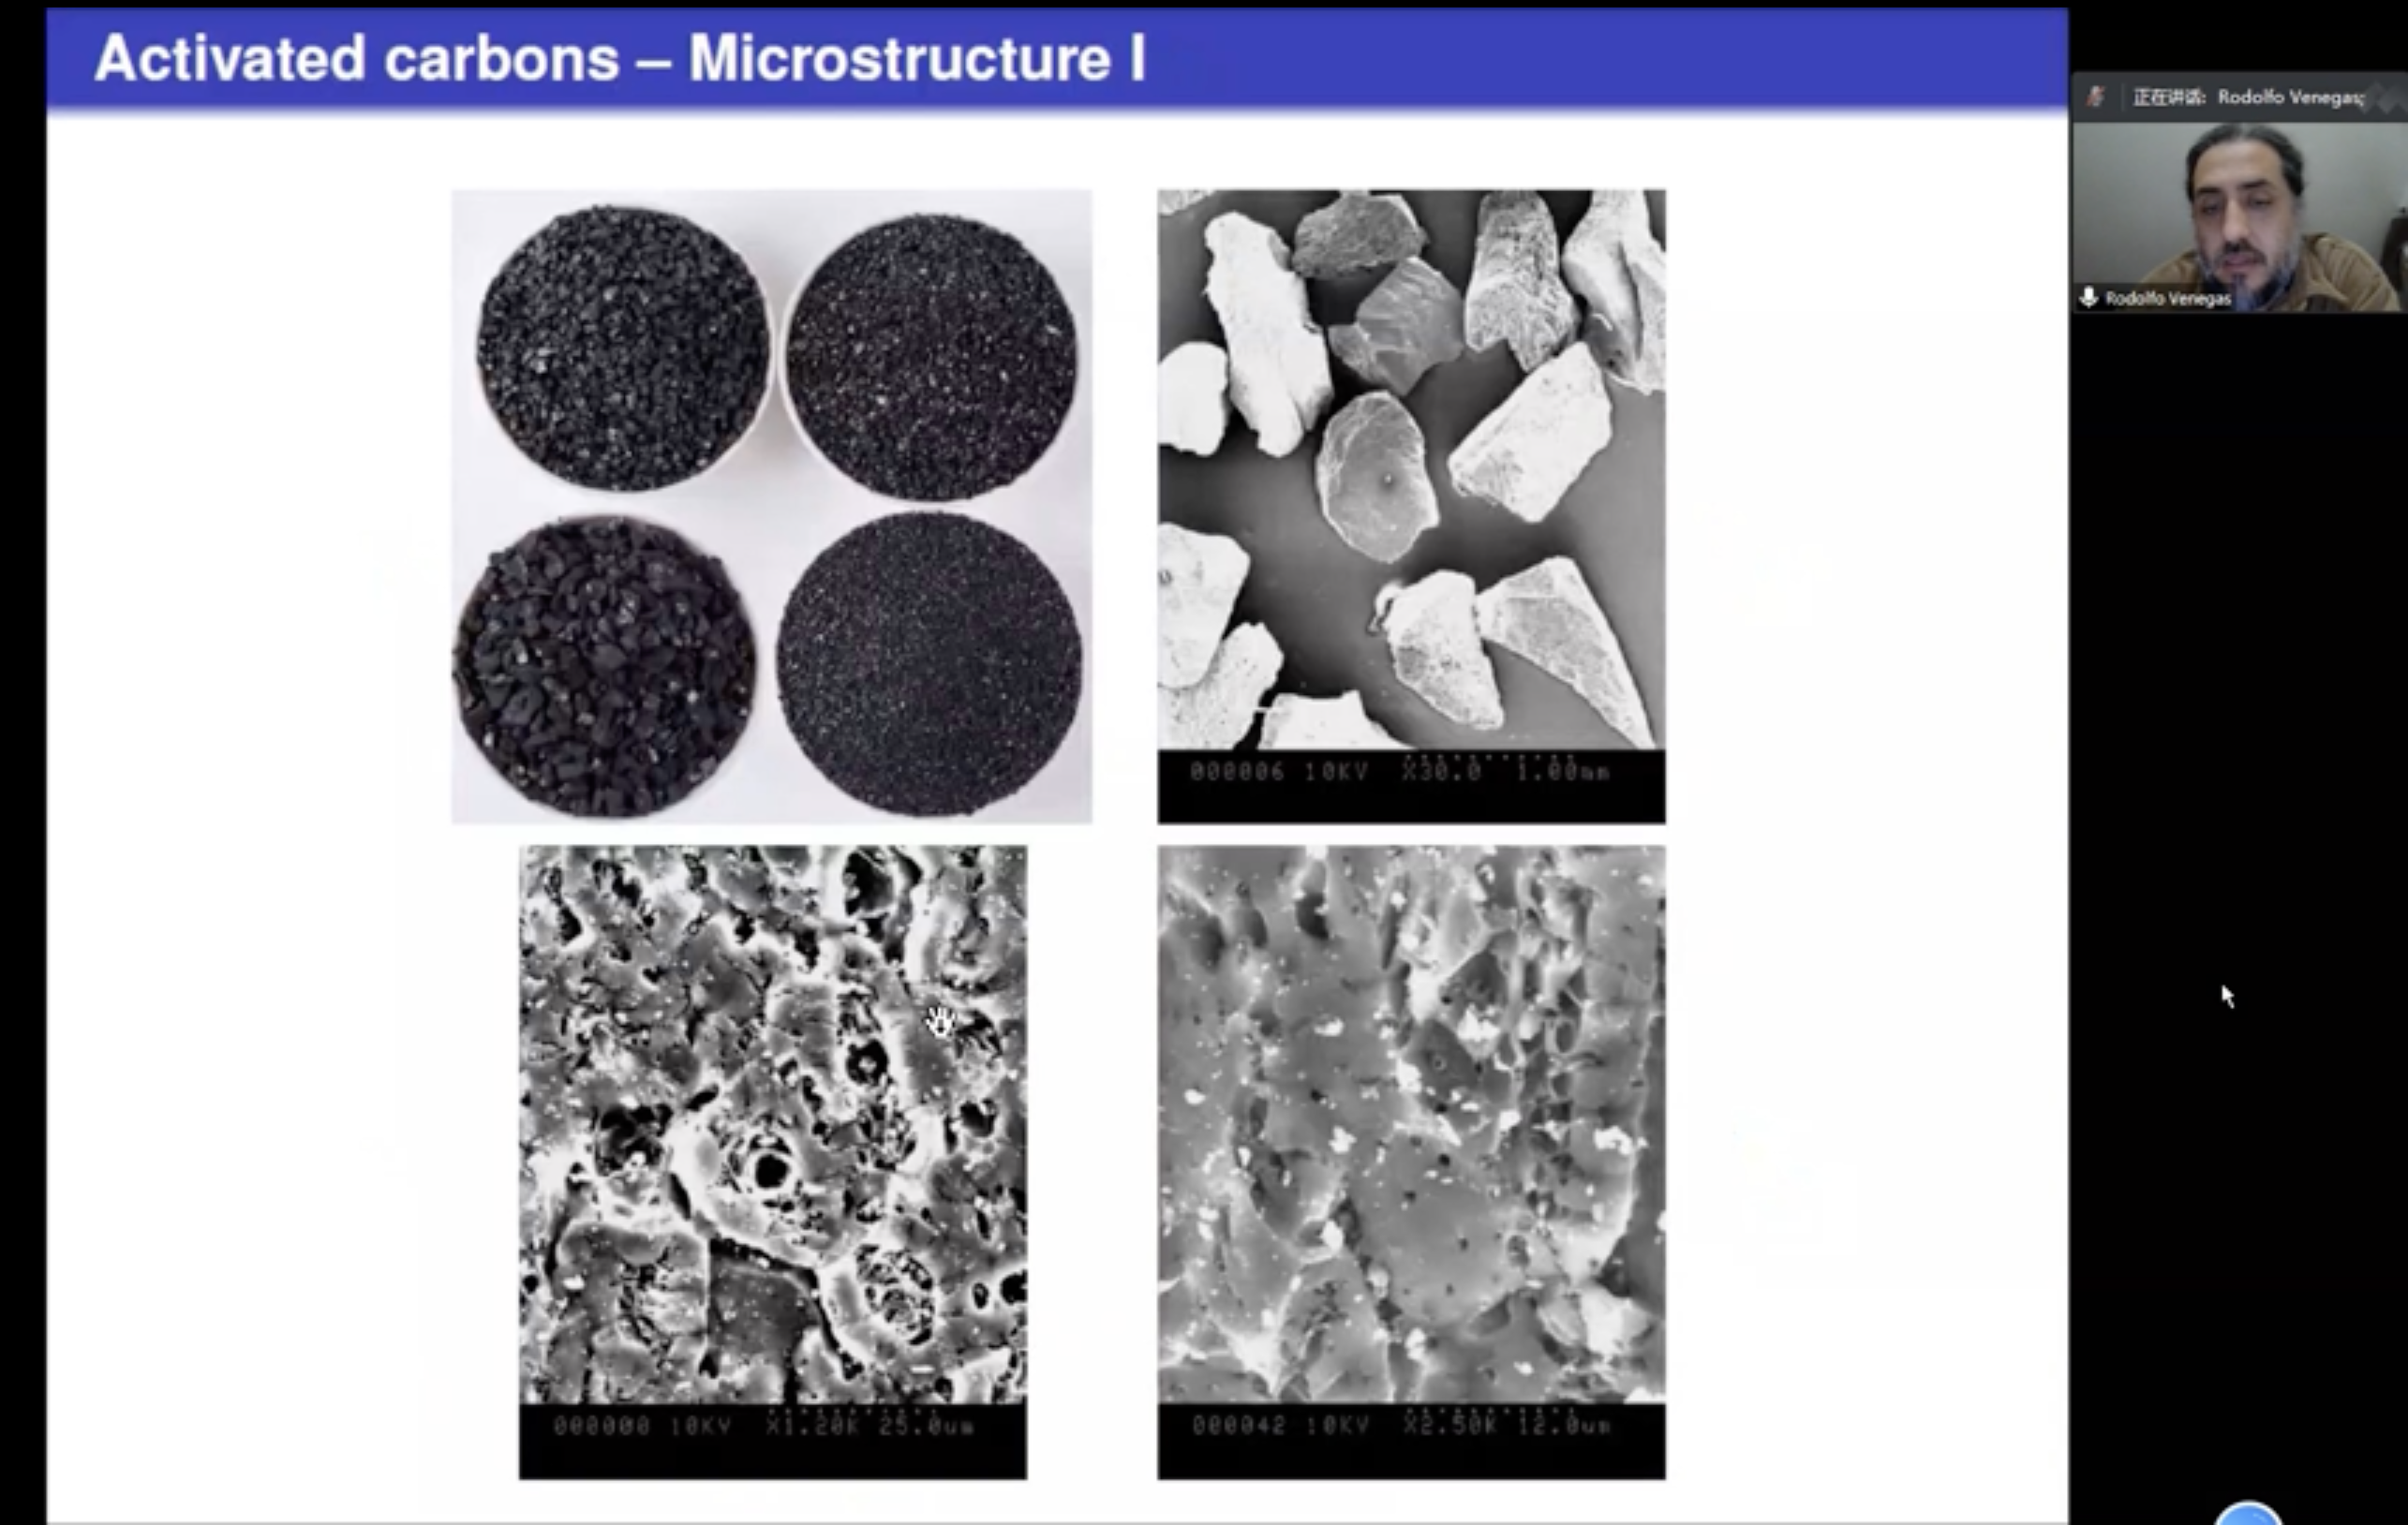 Activated carbons – Microstructure I
正在讲话: Rodolfo Venegas;
Rodolfo Venegas
000006 10KV X30.0 1.00mm
000000 10KV X1.20K 25.0um
000042 10KV X2.50K 12.0um